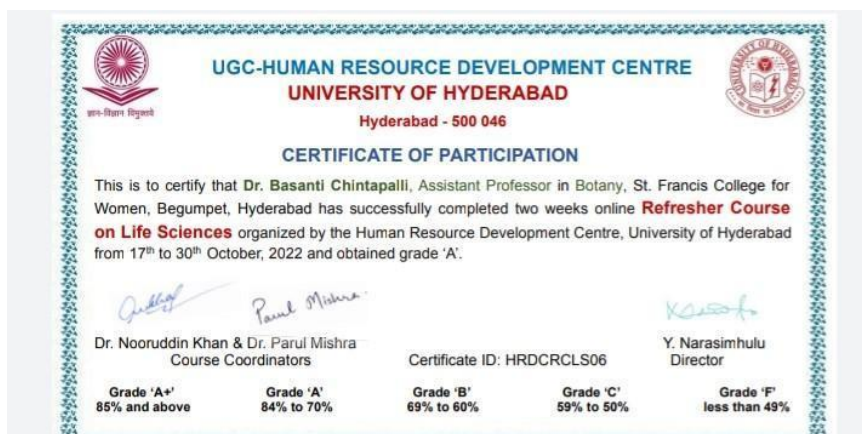 UGC-HUMAN RESOURCE DEVELOPMENT CENTRE
UNIVERSITY OF HYDERABAD
Hyderabad - 500 046
ज्ञान-विज्ञान विमुक्तये
UNIVERSITY OF HYDERABAD
CERTIFICATE OF PARTICIPATION
This is to certify that Dr. Basanti Chintapalli, Assistant Professor in Botany, St. Francis College for
Women, Begumpet, Hyderabad has successfully completed two weeks online Refresher Course
on Life Sciences organized by the Human Resource Development Centre, University of Hyderabad
from 17th to 30th October, 2022 and obtained grade ‘A’.
Parul Mishra
Dr. Nooruddin Khan & Dr. Parul Mishra
Course Coordinators
Certificate ID: HRDCRCLS06
Y. Narasimhulu
Director
Grade ‘A+’ Grade ‘A’ Grade ‘B’ Grade ‘C’ Grade ‘F’
85% and above 84% to 70% 69% to 60% 59% to 50% less than 49%